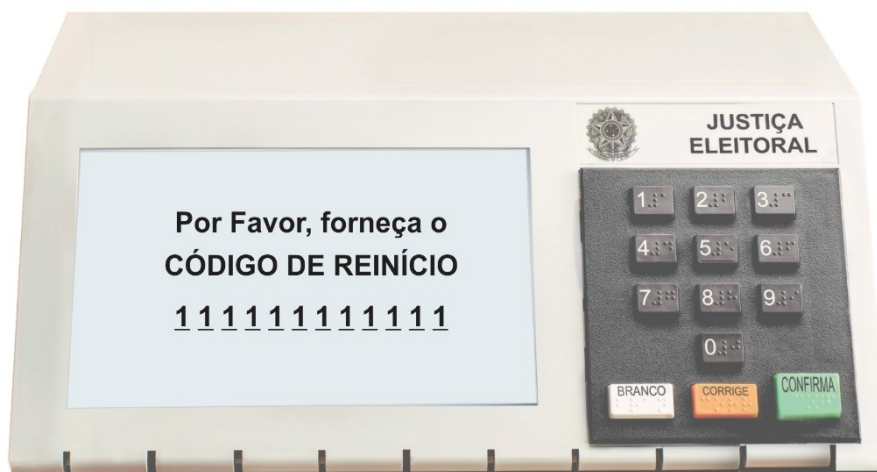 JUSTIÇA
ELEITORAL
Por Favor, forneça o
CÓDIGO DE REINÍCIO
1 1 1 1 1 1 1 1 1 1 1 1
1 2 3
4 5 6
7 8 9
0
BRANCO CORRIGE CONFIRMA